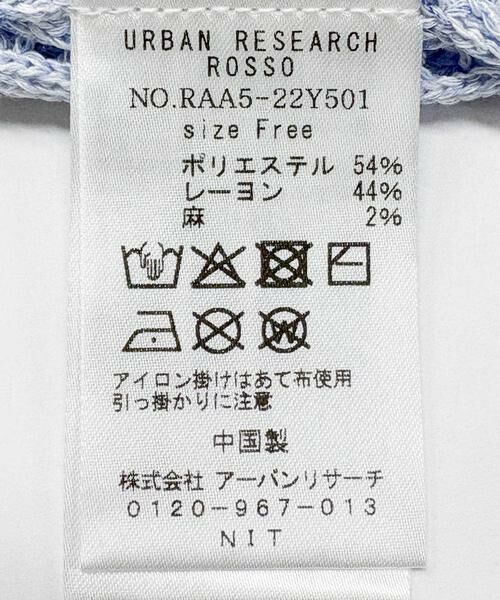 URBAN RESEARCH
ROSSO
NO.RAA5-22Y501
size Free
ポリエステル 54%
レーヨン 44%
麻 2%
W
アイロン掛けはあて布使用
引っ掛かりに注意
中国製
株式会社 アーバンリサーチ
0120-967-013
NIT